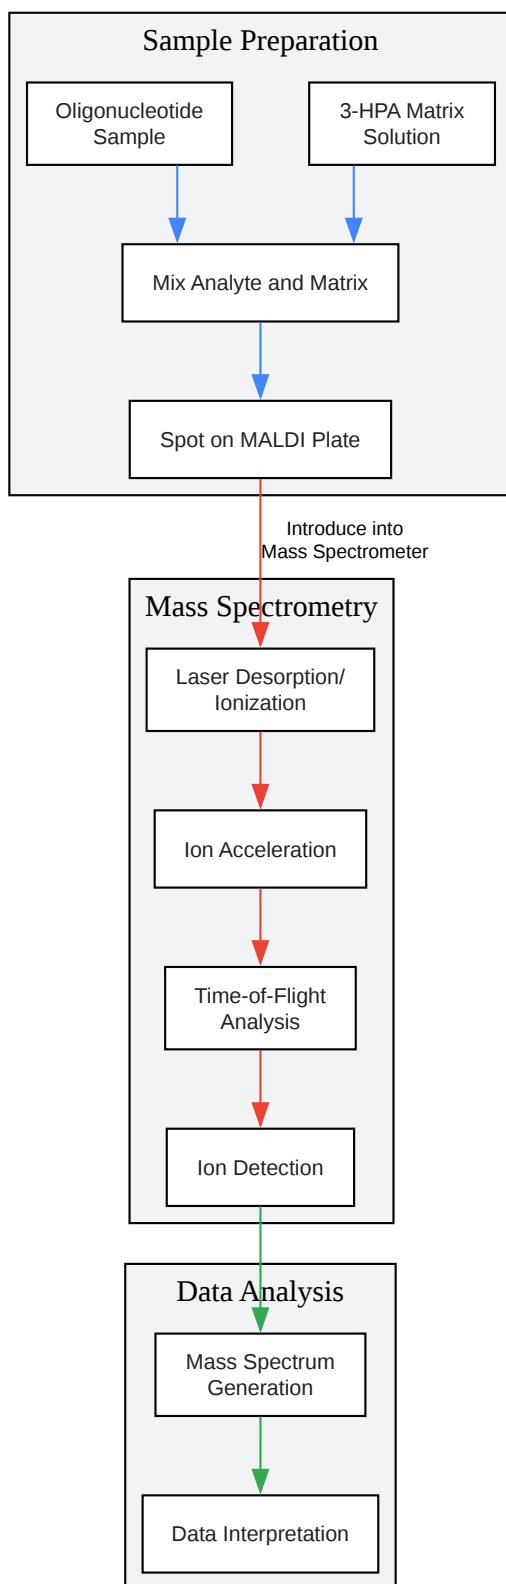 Sample Preparation
Oligonucleotide
Sample
3-HPA Matrix
Solution
Mix Analyte and Matrix
Spot on MALDI Plate
Introduce into
Mass Spectrometer
Mass Spectrometry
Laser Desorption/
Ionization
Ion Acceleration
Time-of-Flight
Analysis
Ion Detection
Data Analysis
Mass Spectrum
Generation
Data Interpretation